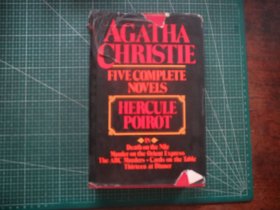 AGATHA
CHRISTIE
FIVE COMPLETE
NOVELS
HERCULE
POIROT
IN
Death on the Nile
Murder on the Orient Express
The ABC Murders • Cards on the Table
Thirteen at Dinner